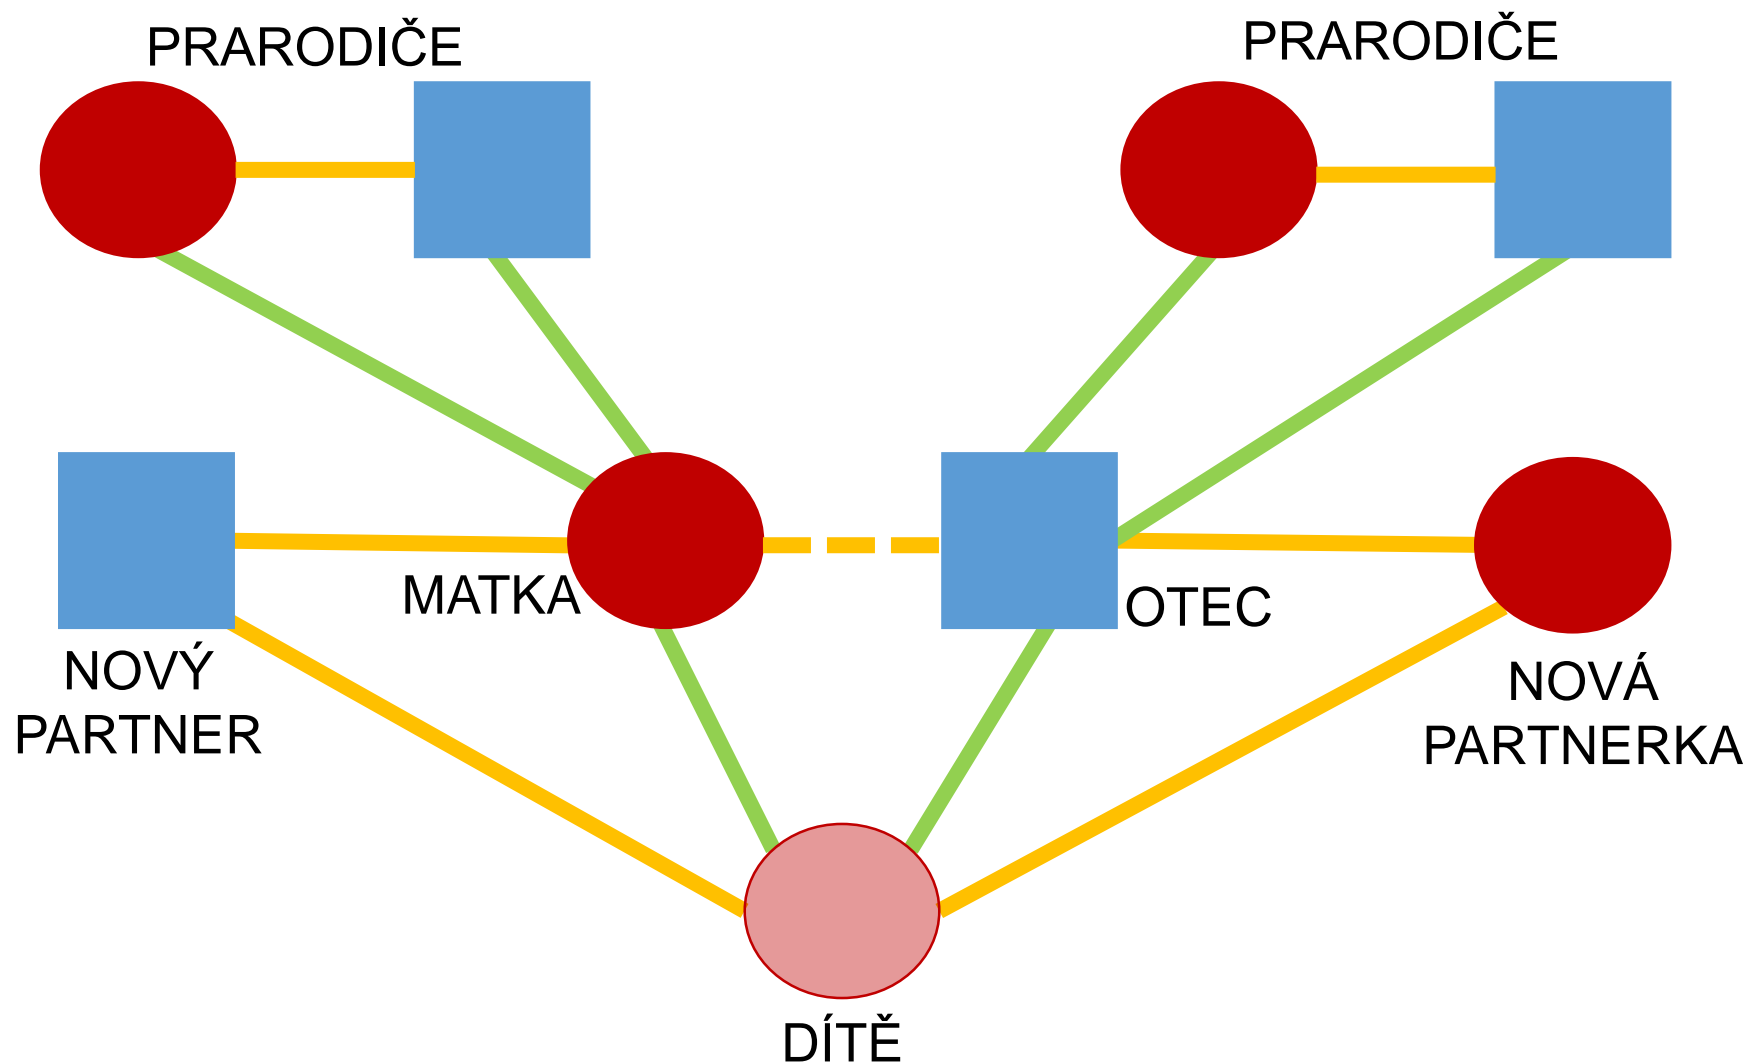 PRARODIČE
PRARODIČE
MATKA
OTEC
NOVÝ
PARTNER
NOVÁ
PARTNERKA
DÍTĚ